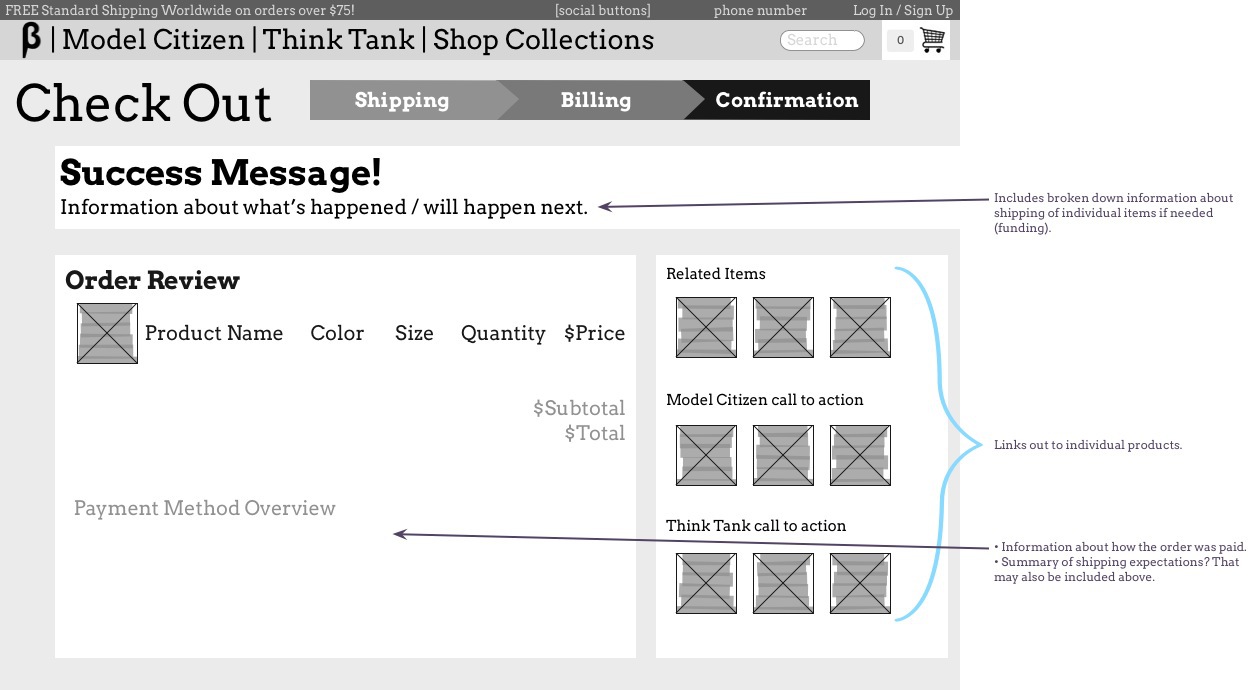 FREE Standard Shipping Worldwide on orders over $75!
[social buttons]
phone number
Log In / Sign Up
β | Model Citizen | Think Tank | Shop Collections
Search
0
Check Out
Shipping
Billing
Confirmation
Success Message!
Information about what’s happened / will happen next.
Includes broken down information about
shipping of individual items if needed
(funding).
Order Review
Product Name Color Size Quantity $Price
$Subtotal
$Total
Payment Method Overview
Related Items
Model Citizen call to action
Think Tank call to action
Links out to individual products.
• Information about how the order was paid.
• Summary of shipping expectations? That
may also be included above.